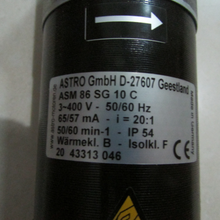 ASTRO GmbH D-27607 Geestland
ASM 86 SG 10 C
3~400 V - 50/60 Hz
65/57 mA - i = 20:1
50/60 min-1 - IP 54
Wärmekl. B - Isolkl. F
20 43313 046
CE